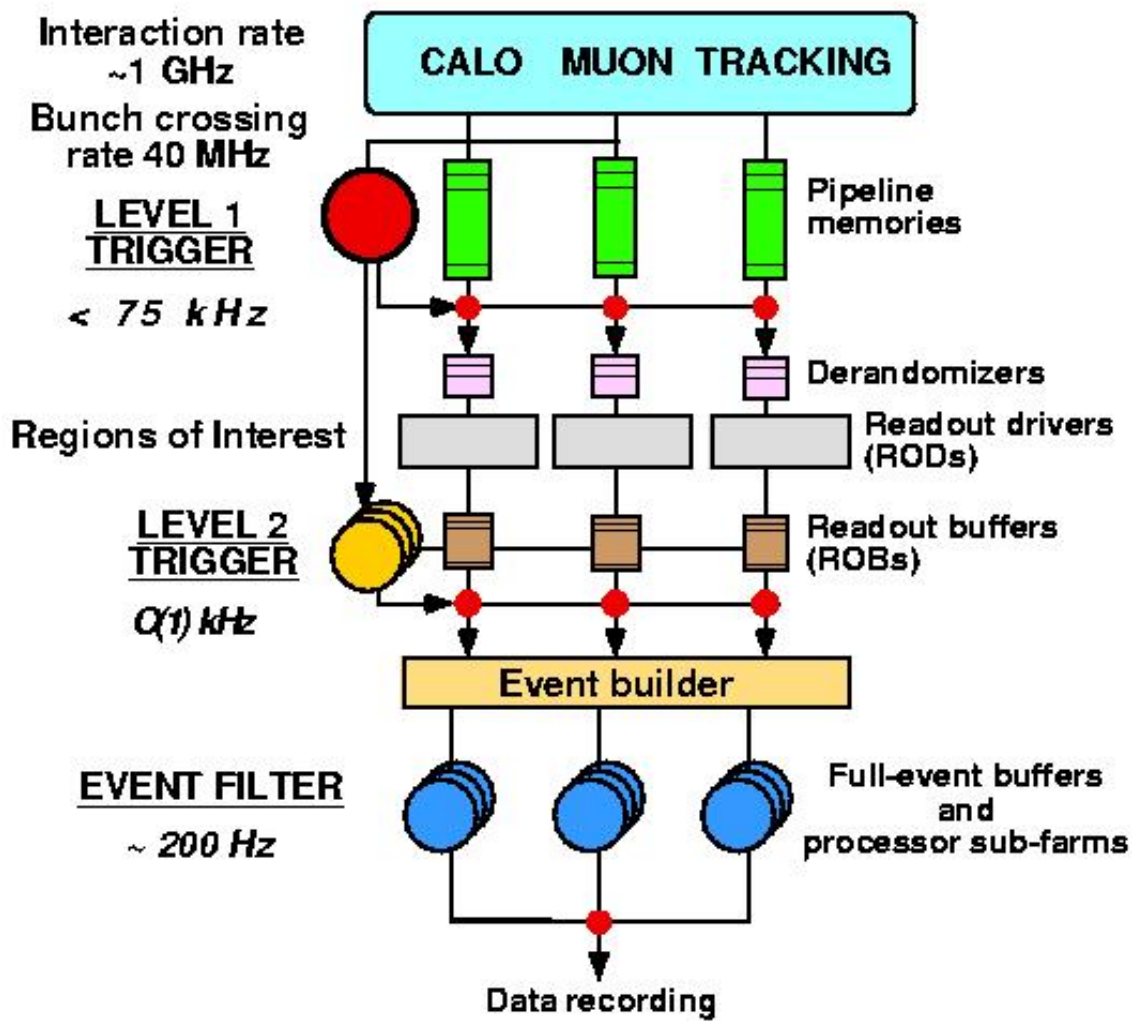 Interaction rate
~1 GHz
CALO MUON TRACKING
Bunch crossing
rate 40 MHz
LEVEL 1
TRIGGER
< 75 kHz
Pipeline
memories
Derandomizers
Regions of Interest
Readout drivers
(RODs)
LEVEL 2
TRIGGER
O(1) kHz
Readout buffers
(ROBs)
Event builder
EVENT FILTER
~ 200 Hz
Full-event buffers
and
processor sub-farms
Data recording